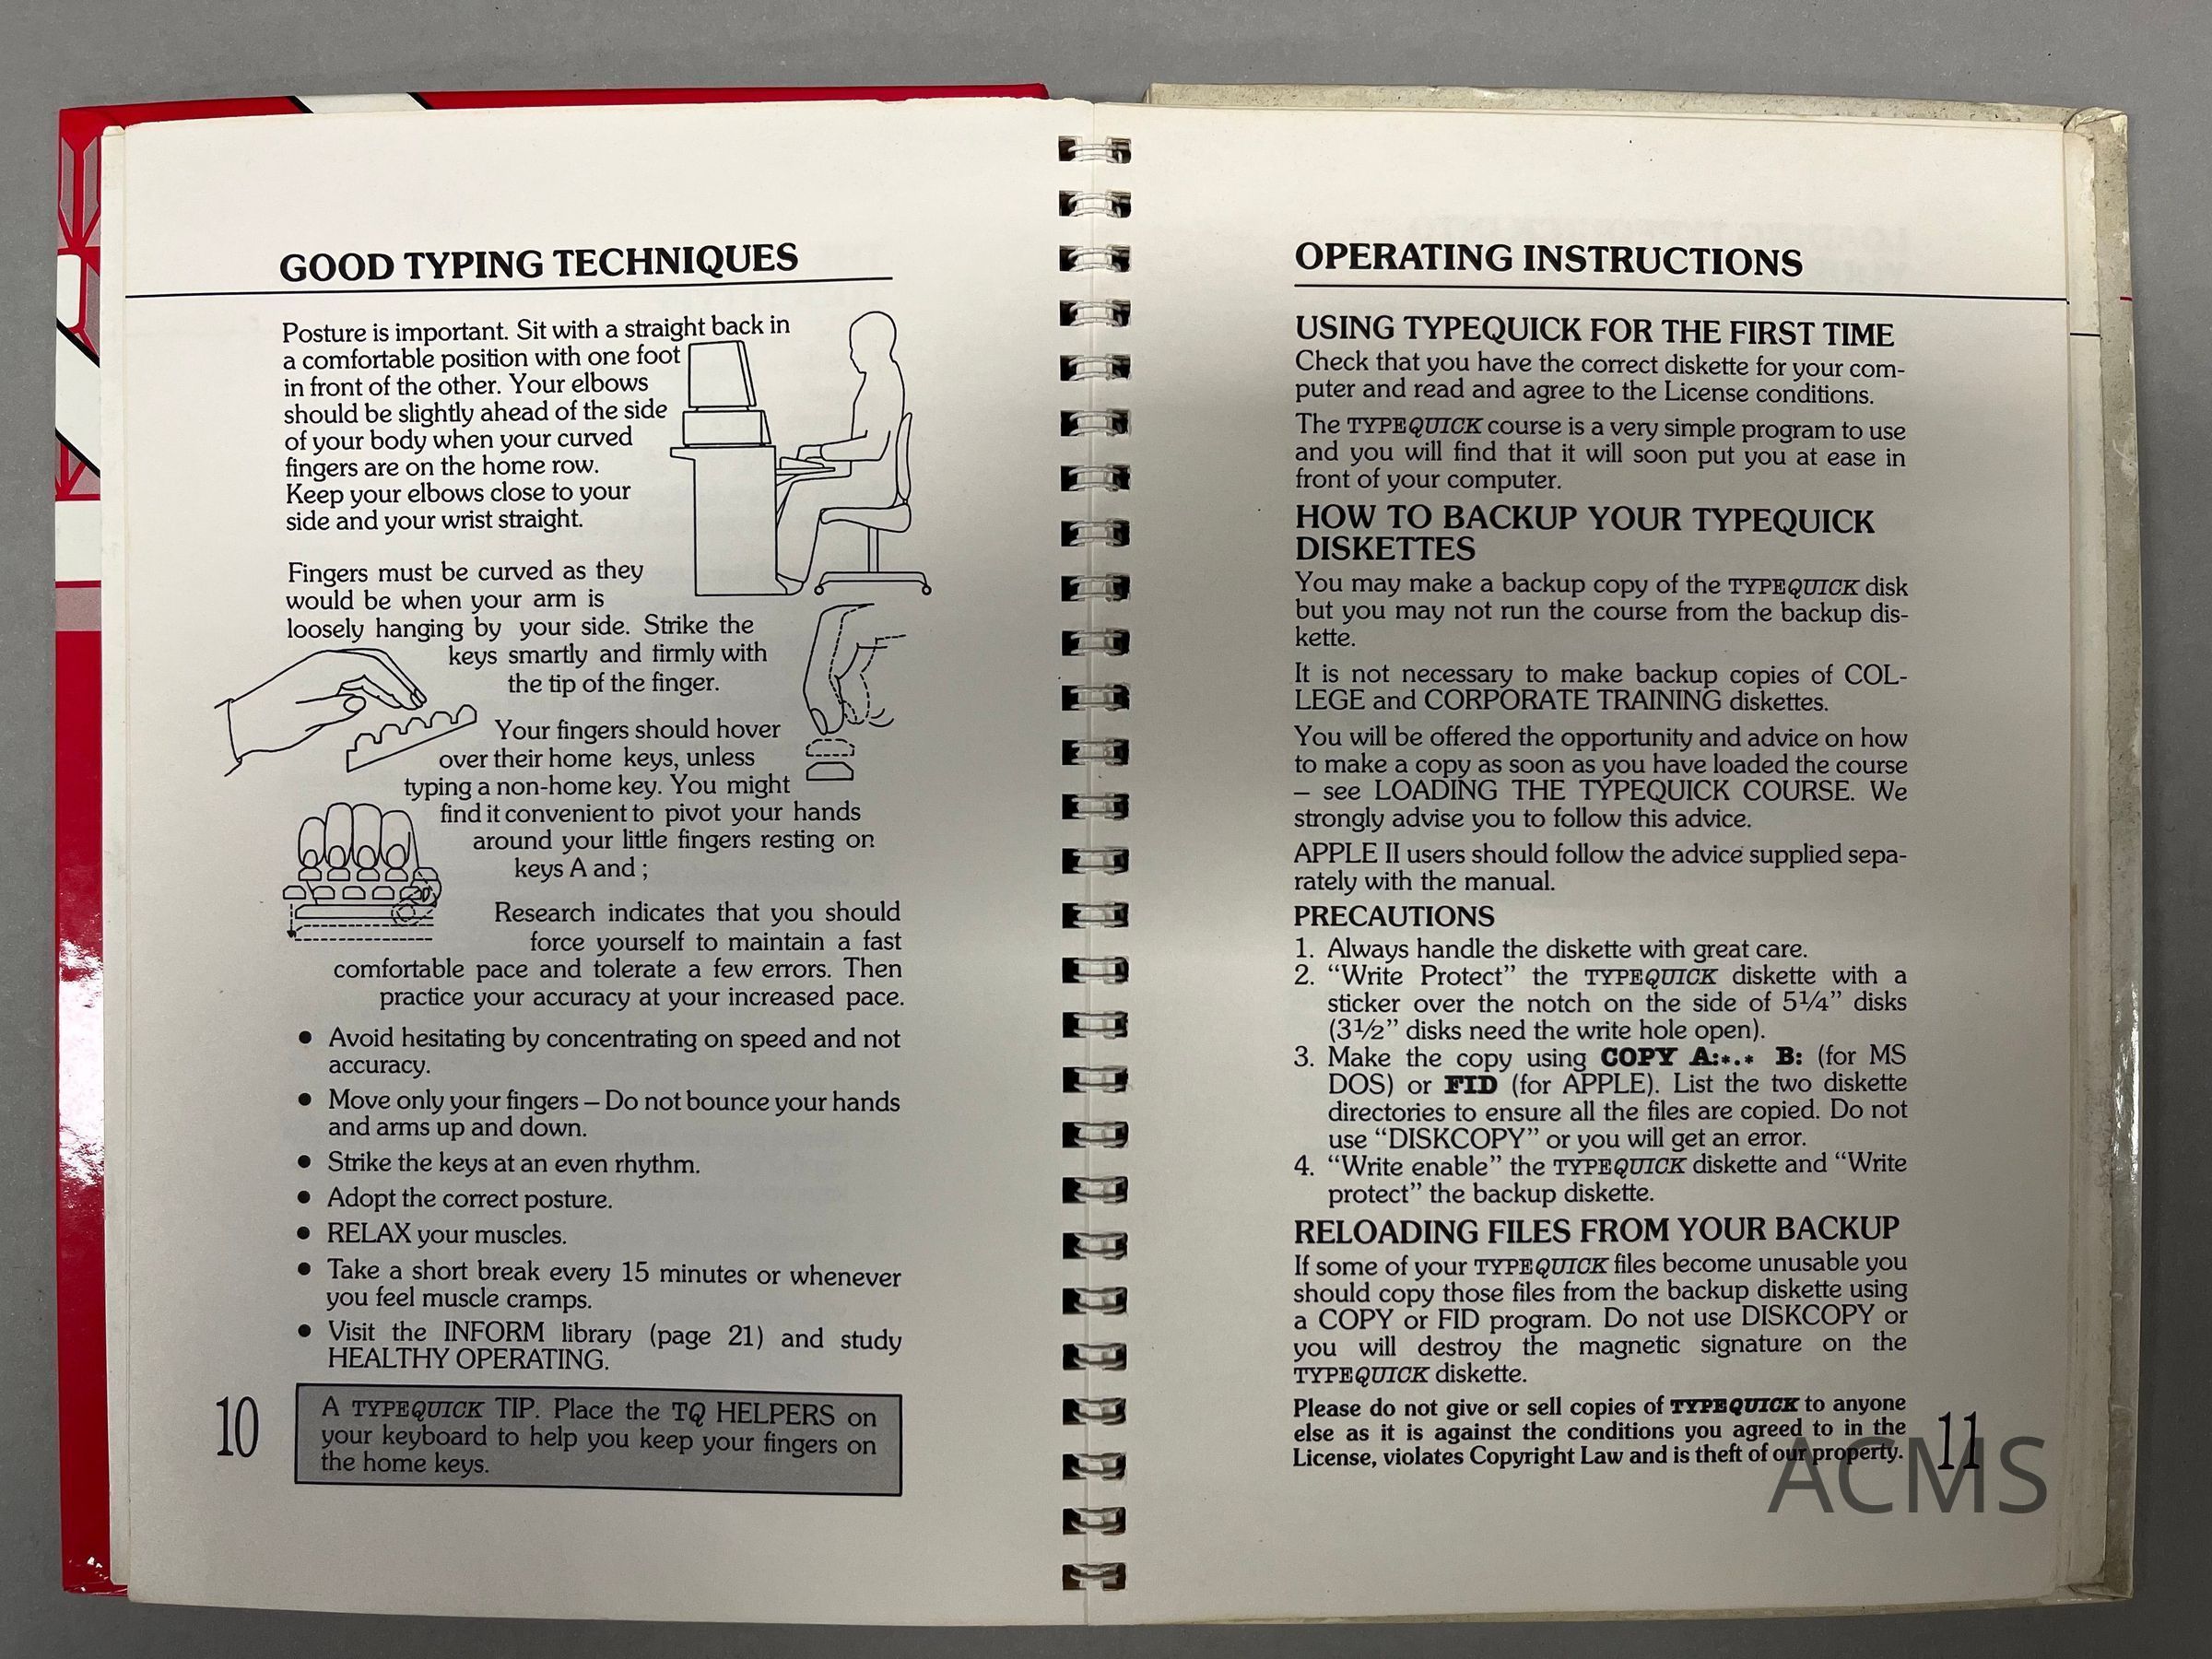 GOOD TYPING TECHNIQUES
Posture is important. Sit with a straight back in
a comfortable position with one foot
in front of the other. Your elbows
should be slightly ahead of the side
of your body when your curved
fingers are on the home row.
Keep your elbows close to your
side and your wrist straight.
Fingers must be curved as they
would be when your arm is
loosely hanging by your side. Strike the
keys smartly and firmly with
the tip of the finger.
Your fingers should hover
over their home keys, unless
typing a non-home key. You might
find it convenient to pivot your hands
around your little fingers resting on
keys A and ;
Research indicates that you should
force yourself to maintain a fast
comfortable pace and tolerate a few errors. Then
practice your accuracy at your increased pace.
• Avoid hesitating by concentrating on speed and not
accuracy.
• Move only your fingers – Do not bounce your hands
and arms up and down.
• Strike the keys at an even rhythm.
• Adopt the correct posture.
• RELAX your muscles.
• Take a short break every 15 minutes or whenever
you feel muscle cramps.
• Visit the INFORM library (page 21) and study
HEALTHY OPERATING.
A TYPEQUICK TIP. Place the TQ HELPERS on
your keyboard to help you keep your fingers on
the home keys.
10
OPERATING INSTRUCTIONS
USING TYPEQUICK FOR THE FIRST TIME
Check that you have the correct diskette for your com-
puter and read and agree to the License conditions.
The TYPEQUICK course is a very simple program to use
and you will find that it will soon put you at ease in
front of your computer.
HOW TO BACKUP YOUR TYPEQUICK
DISKETTES
You may make a backup copy of the TYPEQUICK disk
but you may not run the course from the backup dis-
kette.
It is not necessary to make backup copies of COL-
LEGE and CORPORATE TRAINING diskettes.
You will be offered the opportunity and advice on how
to make a copy as soon as you have loaded the course
– see LOADING THE TYPEQUICK COURSE. We
strongly advise you to follow this advice.
APPLE II users should follow the advice supplied sepa-
rately with the manual.
PRECAUTIONS
1. Always handle the diskette with great care.
2. “Write Protect” the TYPEQUICK diskette with a
sticker over the notch on the side of 5¼” disks
(3½” disks need the write hole open).
3. Make the copy using COPY A:*.* B: (for MS
DOS) or FID (for APPLE). List the two diskette
directories to ensure all the files are copied. Do not
use “DISKCOPY” or you will get an error.
4. “Write enable” the TYPEQUICK diskette and “Write
protect” the backup diskette.
RELOADING FILES FROM YOUR BACKUP
If some of your TYPEQUICK files become unusable you
should copy those files from the backup diskette using
a COPY or FID program. Do not use DISKCOPY or
you will destroy the magnetic signature on the
TYPEQUICK diskette.
Please do not give or sell copies of TYPEQUICK to anyone
else as it is against the conditions you agreed to in the
License, violates Copyright Law and is theft of our property.
11
ACMS